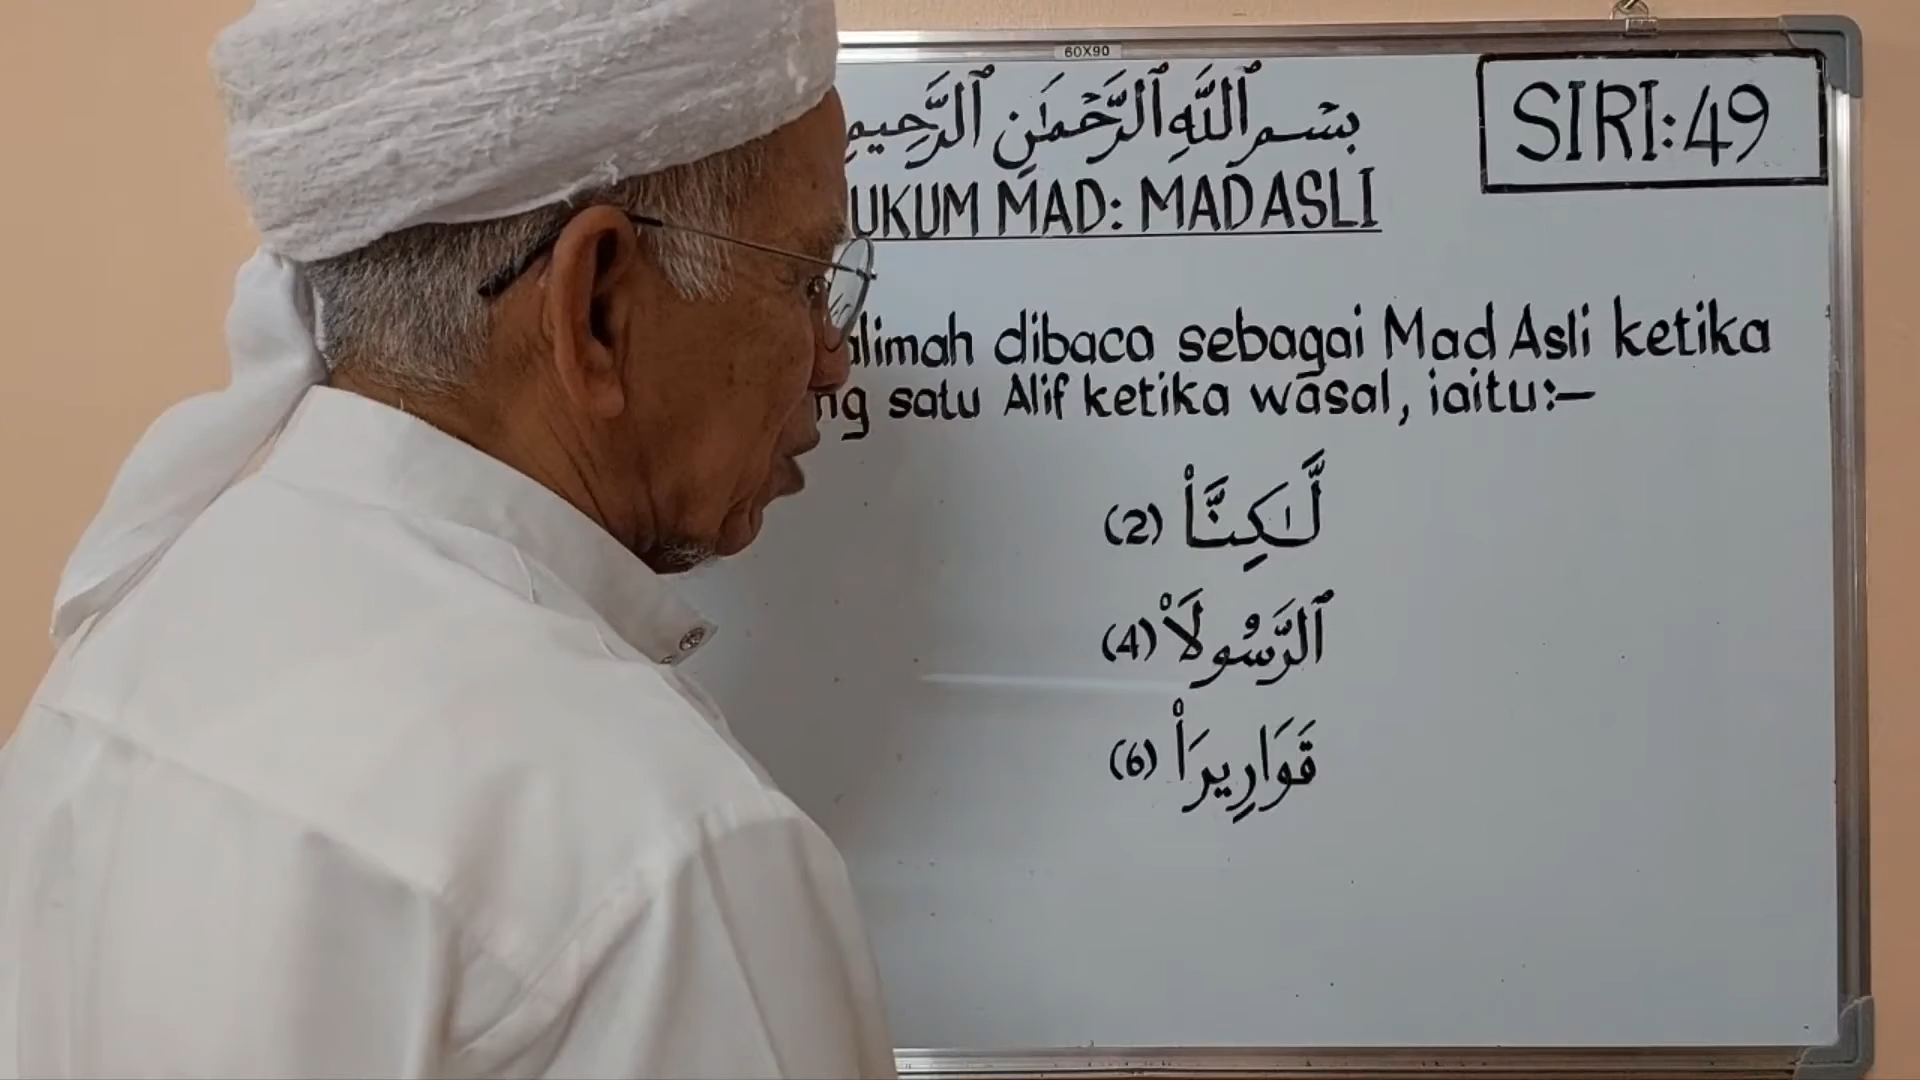 60X90
بِسْمِ ٱللَّهِ ٱلرَّحْمَٰنِ ٱلرَّحِيمِ
SIRI:49
UKUM MAD: MAD ASLI
alimah dibaca sebagai Mad Asli ketika
ng satu Alif ketika wasal, iaitu:-
(2) لَّـٰكِنَّا۠
(4) ٱلرَّسُولَا۠
(6) قَوَارِيرَا۠